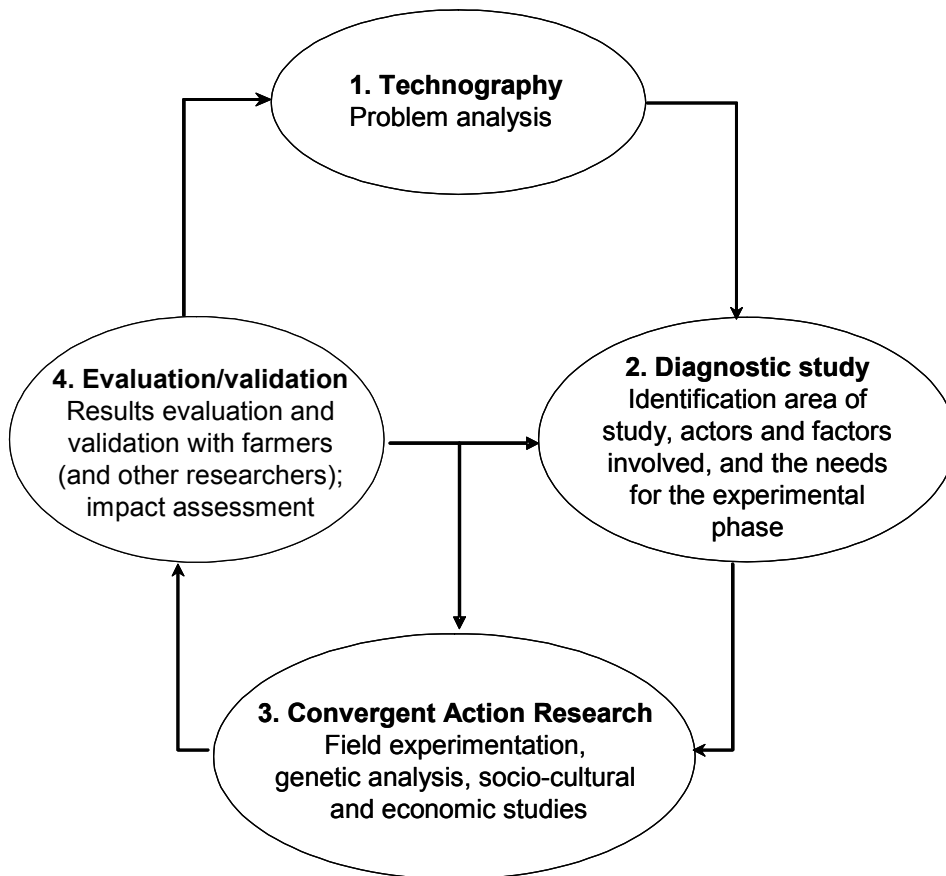 1. Technography
Problem analysis
2. Diagnostic study
Identification area of
study, actors and factors
involved, and the needs
for the experimental
phase
3. Convergent Action Research
Field experimentation,
genetic analysis, socio-cultural
and economic studies
4. Evaluation/validation
Results evaluation and
validation with farmers
(and other researchers);
impact assessment